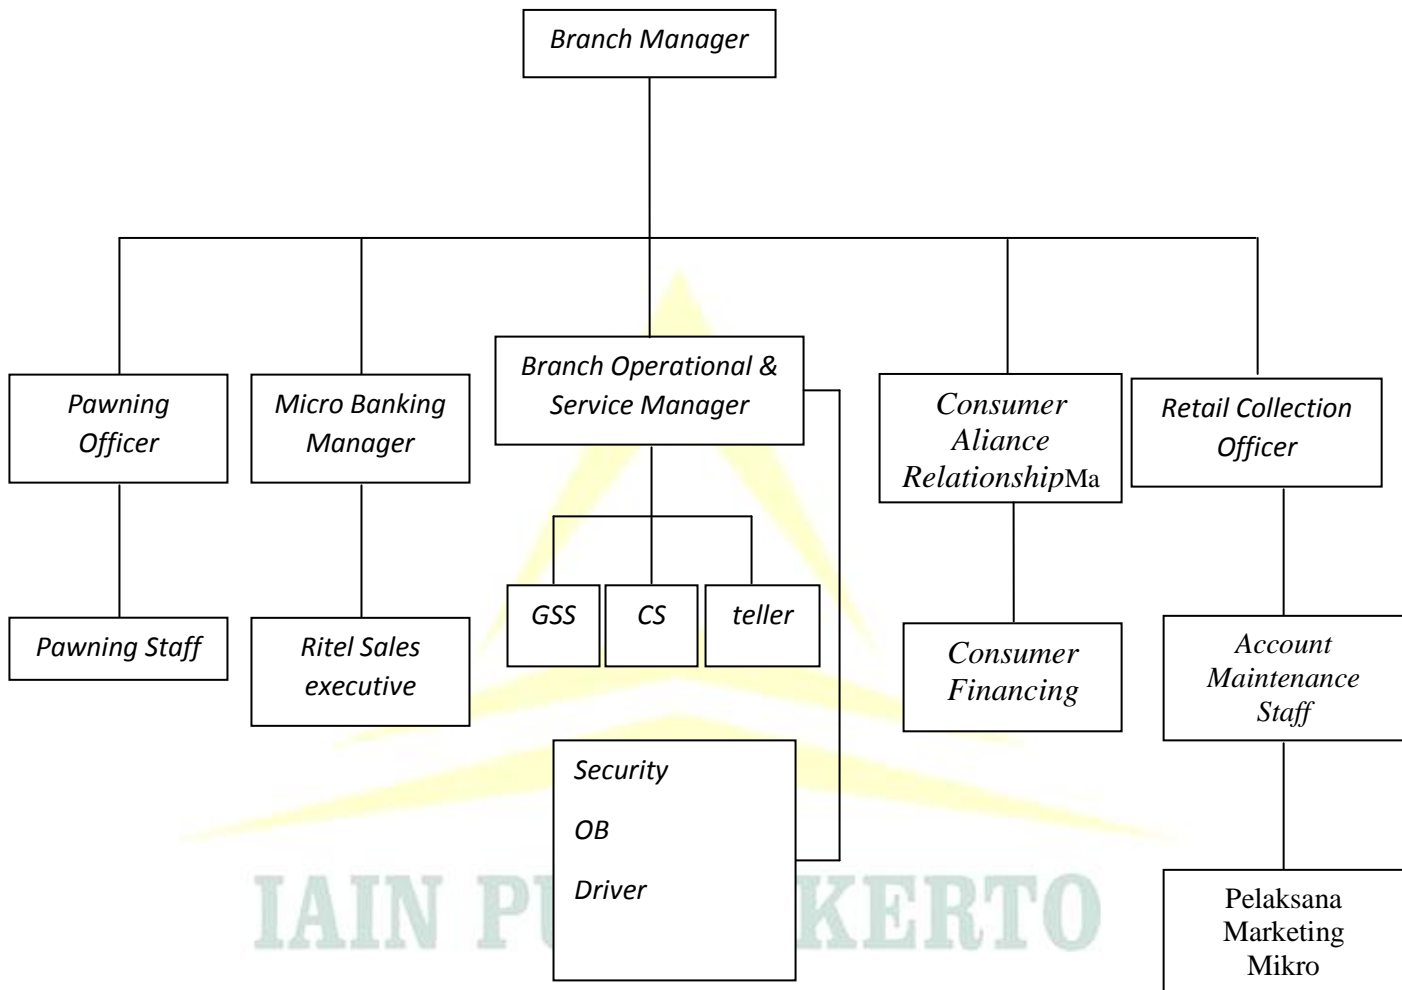 Branch Manager
Branch Operational &
Service Manager
Pawning
Officer
Micro Banking
Manager
Consumer
Aliance
RelationshipMa
Retail Collection
Officer
GSS
CS
teller
Pawning Staff
Ritel Sales
executive
Consumer
Financing
Account
Maintenance
Staff
Security
OB
Driver
Pelaksana
Marketing
Mikro
IAIN PU KERTO